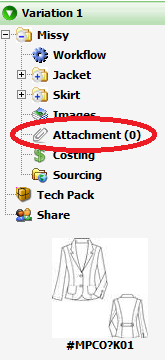 Variation 1
Missy
Workflow
Jacket
Skirt
Images
Attachment (0)
Costing
Sourcing
Tech Pack
Share
#MPCO?K01